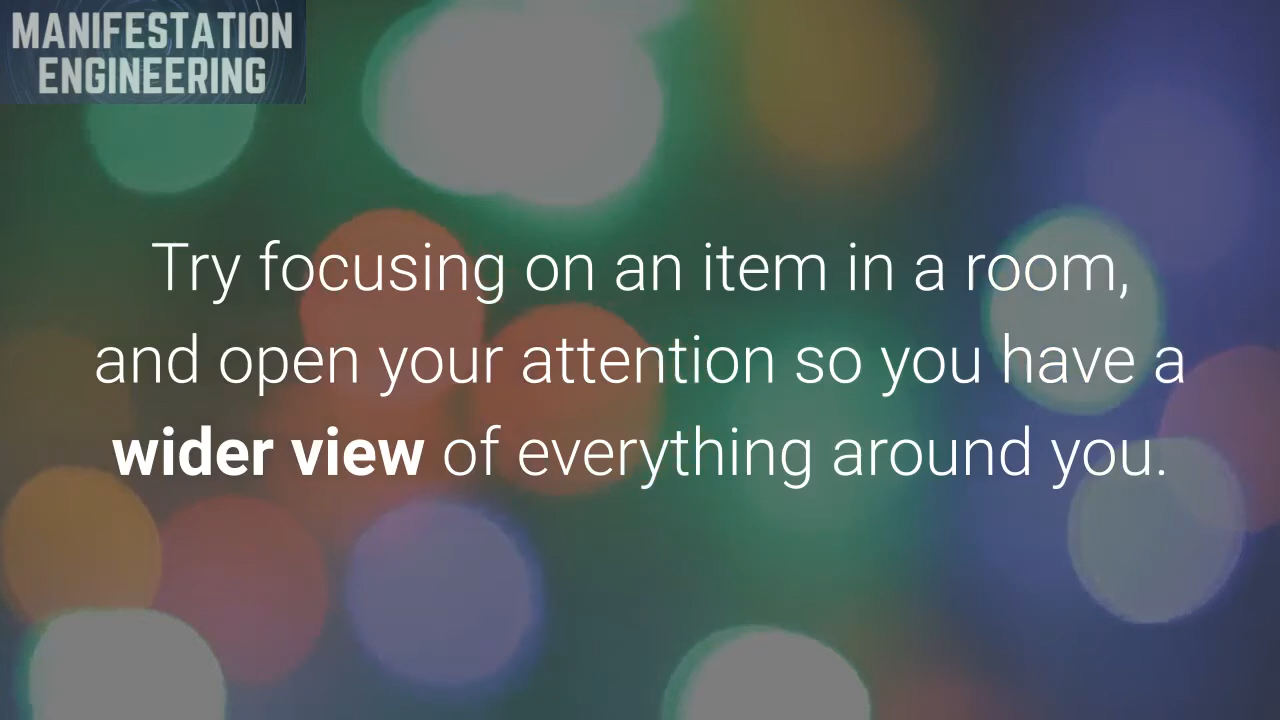 MANIFESTATION
ENGINEERING
Try focusing on an item in a room,
and open your attention so you have a
wider view of everything around you.